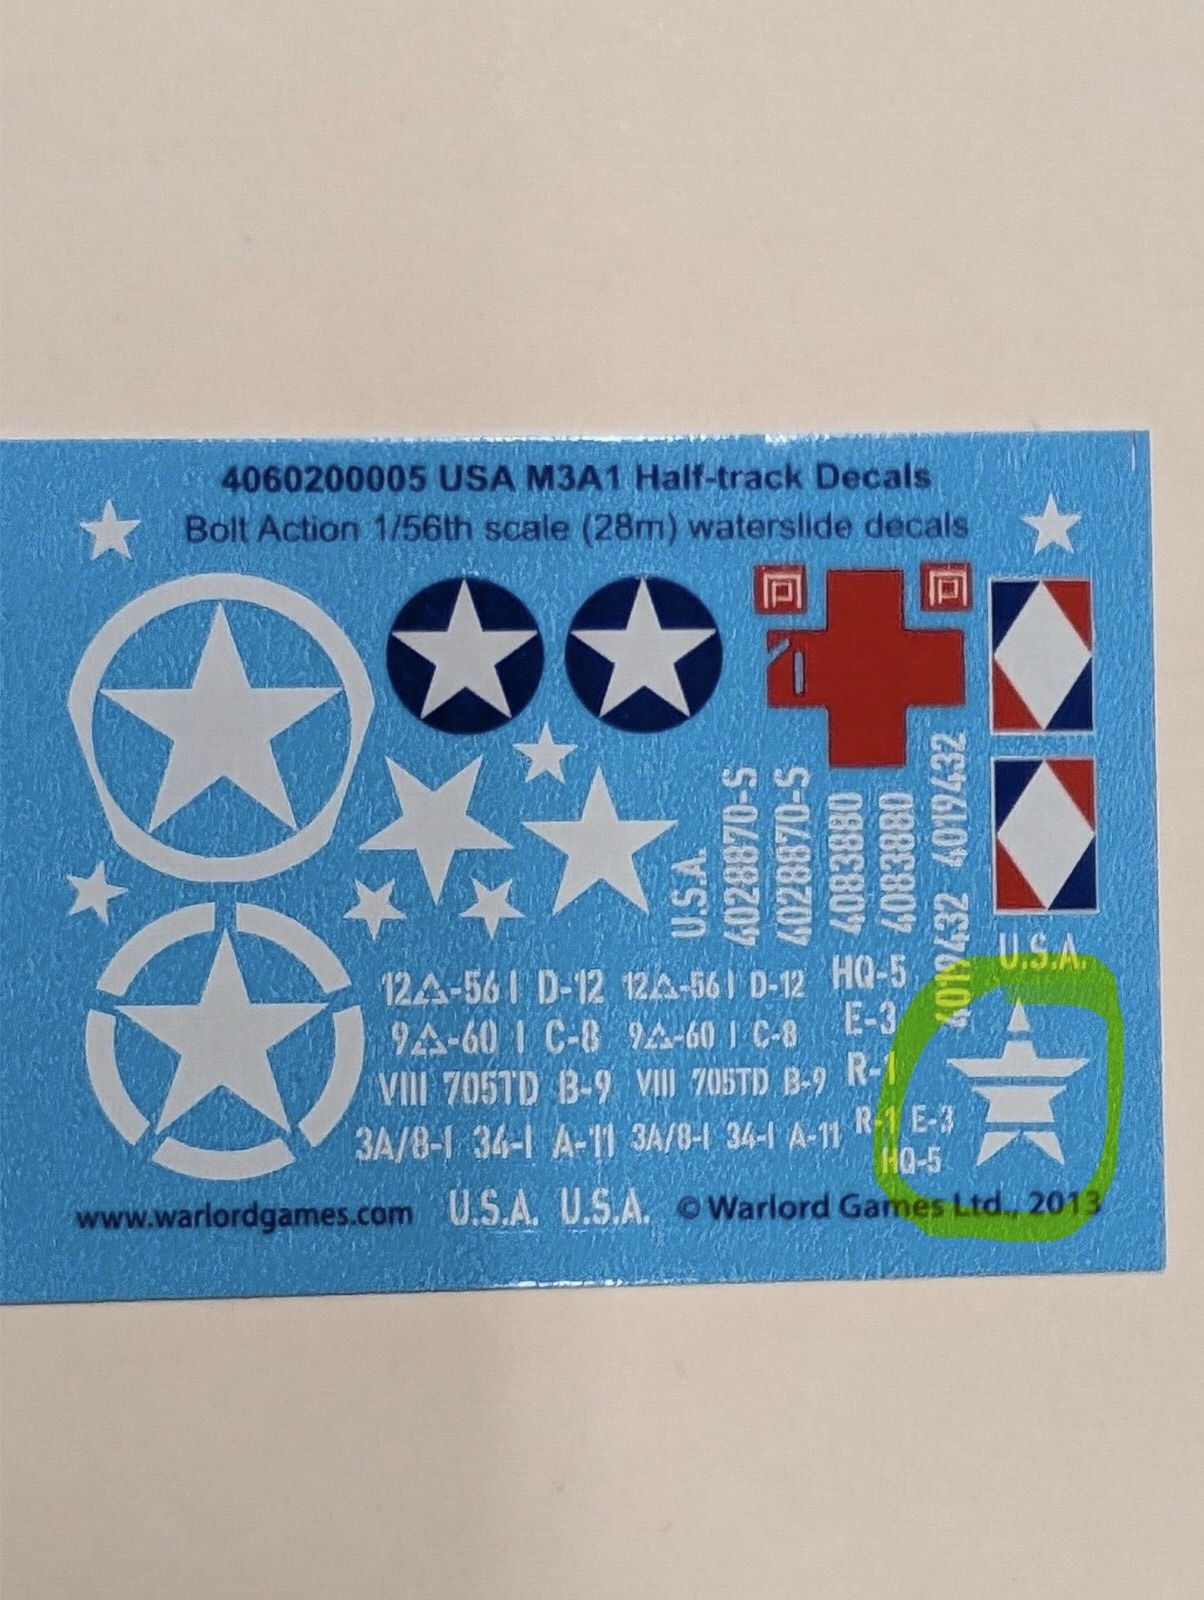 4060200005 USA M3A1 Half-track Decals
Bolt Action 1/56th scale (28m) waterslide decals
U.S.A.
4028870-S
4028870-S
4083880
4083880
4019432 4019432
U.S.A.
12△-56 I D-12 12△-56 I D-12 HQ-5
9△-60 I C-8 9△-60 I C-8 E-3
VIII 705TD B-9 VIII 705TD B-9 R-1
3A/8-I 34-I A-11 3A/8-I 34-I A-11 R-1 E-3
HQ-5
www.warlordgames.com U.S.A. U.S.A. © Warlord Games Ltd., 2013